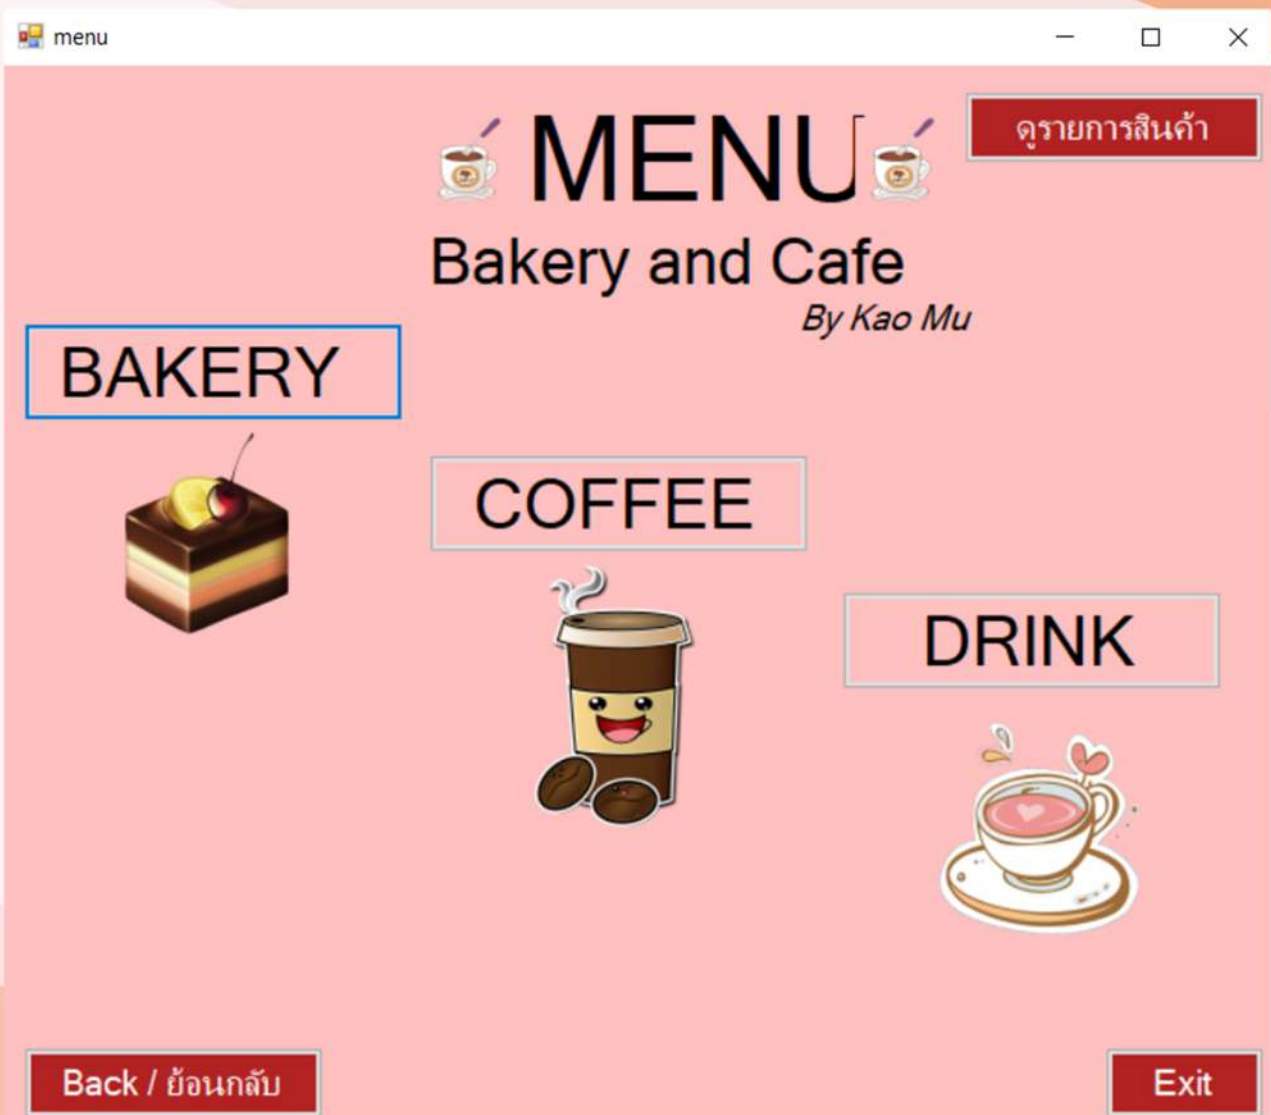 menu
ดูรายการสินค้า
MENU
Bakery and Cafe
By Kao Mu
BAKERY
COFFEE
DRINK
Back / ย้อนกลับ
Exit